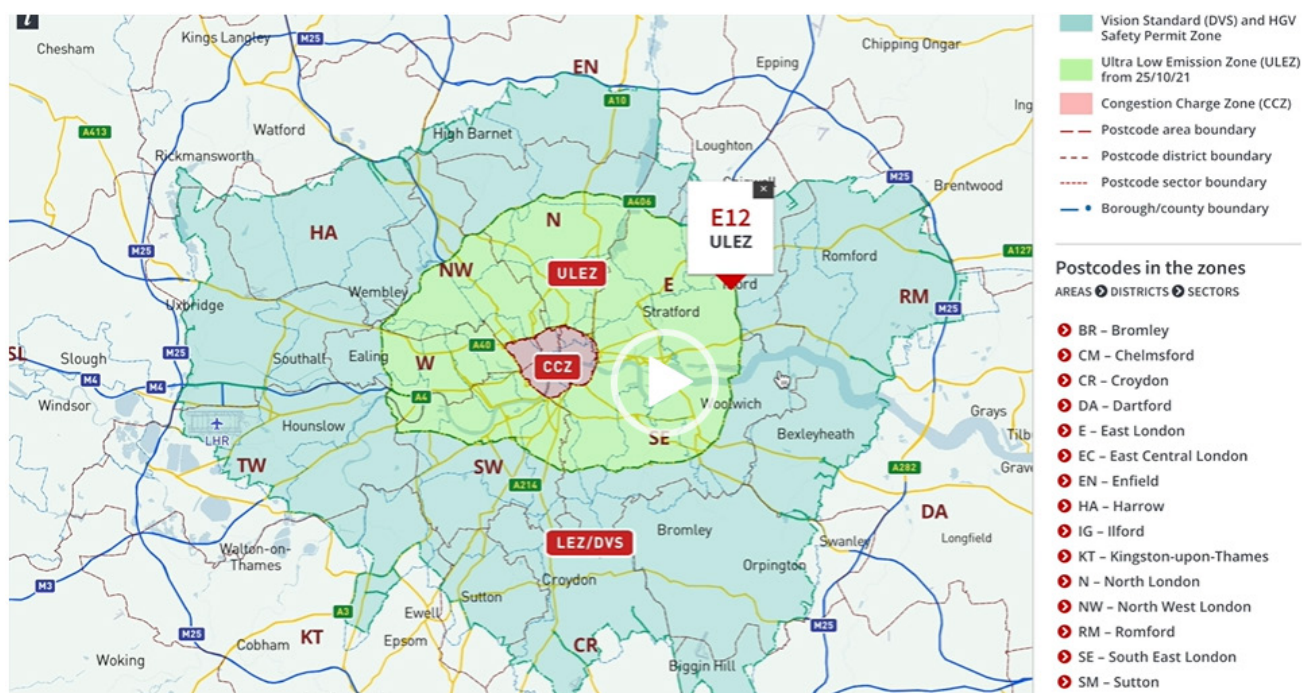 i
Chesham
Kings Langley
M25
EN
Epping
Chipping Ongar
A10
A413
Watford
High Barnet
Loughton
Rickmansworth
M25
Brentwood
A406
E12
ULEZ
HA
N
NW
ULEZ
E
Romford
A127
M25
Uxbridge
Wembley
Stratford
RM
M25
Slough
M25
Southall
Ealing
A40
M4
M4
W
CCZ
Windsor
A4
Woolwich
Grays
LHR
Hounslow
SE
Bexleyheath
TW
SW
A282
A214
DA
Bromley
Longfield
LEZ/DVS
Swanley
Walton-on-
Thames
Orpington
Croydon
M3
Sutton
A3
Ewell
M25
M25
KT
Cobham
Epsom
CR
Woking
Biggin Hill
Vision Standard (DVS) and HGV
Safety Permit Zone
Ultra Low Emission Zone (ULEZ)
from 25/10/21
Congestion Charge Zone (CCZ)
Postcode area boundary
Postcode district boundary
Postcode sector boundary
Borough/county boundary
Postcodes in the zones
AREAS DISTRICTS SECTORS
BR – Bromley
CM – Chelmsford
CR – Croydon
DA – Dartford
E – East London
EC – East Central London
EN – Enfield
HA – Harrow
IG – Ilford
KT – Kingston-upon-Thames
N – North London
NW – North West London
RM – Romford
SE – South East London
SM – Sutton